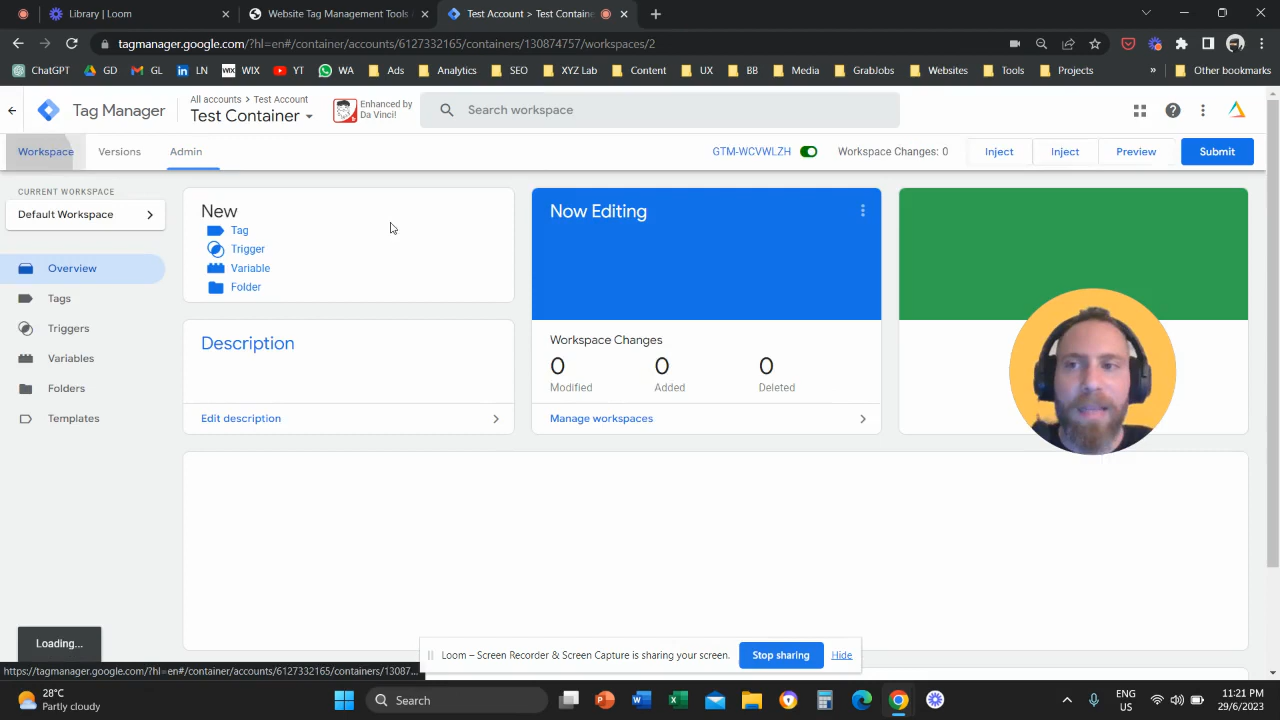 Library | Loom
Website Tag Management Tools
Test Account > Test Containe
tagmanager.google.com/?hl=en#/container/accounts/6127332165/containers/130874757/workspaces/2
ChatGPT GD GL LN WIX YT WA Ads Analytics SEO XYZ Lab Content UX BB Media GrabJobs Websites Tools Projects » Other bookmarks
Tag Manager
All accounts > Test Account
Test Container
Enhanced by
Da Vinci!
Search workspace
Workspace Versions Admin
GTM-WCVWLZH Workspace Changes: 0 Inject Inject Preview Submit
CURRENT WORKSPACE
Default Workspace
Overview
Tags
Triggers
Variables
Folders
Templates
New
Tag
Trigger
Variable
Folder
Description
Edit description
Now Editing
Workspace Changes
0 0 0
Modified Added Deleted
Manage workspaces
Loading...
https://tagmanager.google.com/?hl=en#/container/accounts/6127332165/containers/13087...
Loom – Screen Recorder & Screen Capture is sharing your screen. Stop sharing Hide
28°C
Partly cloudy
Search
ENG
US
11:21 PM
29/6/2023